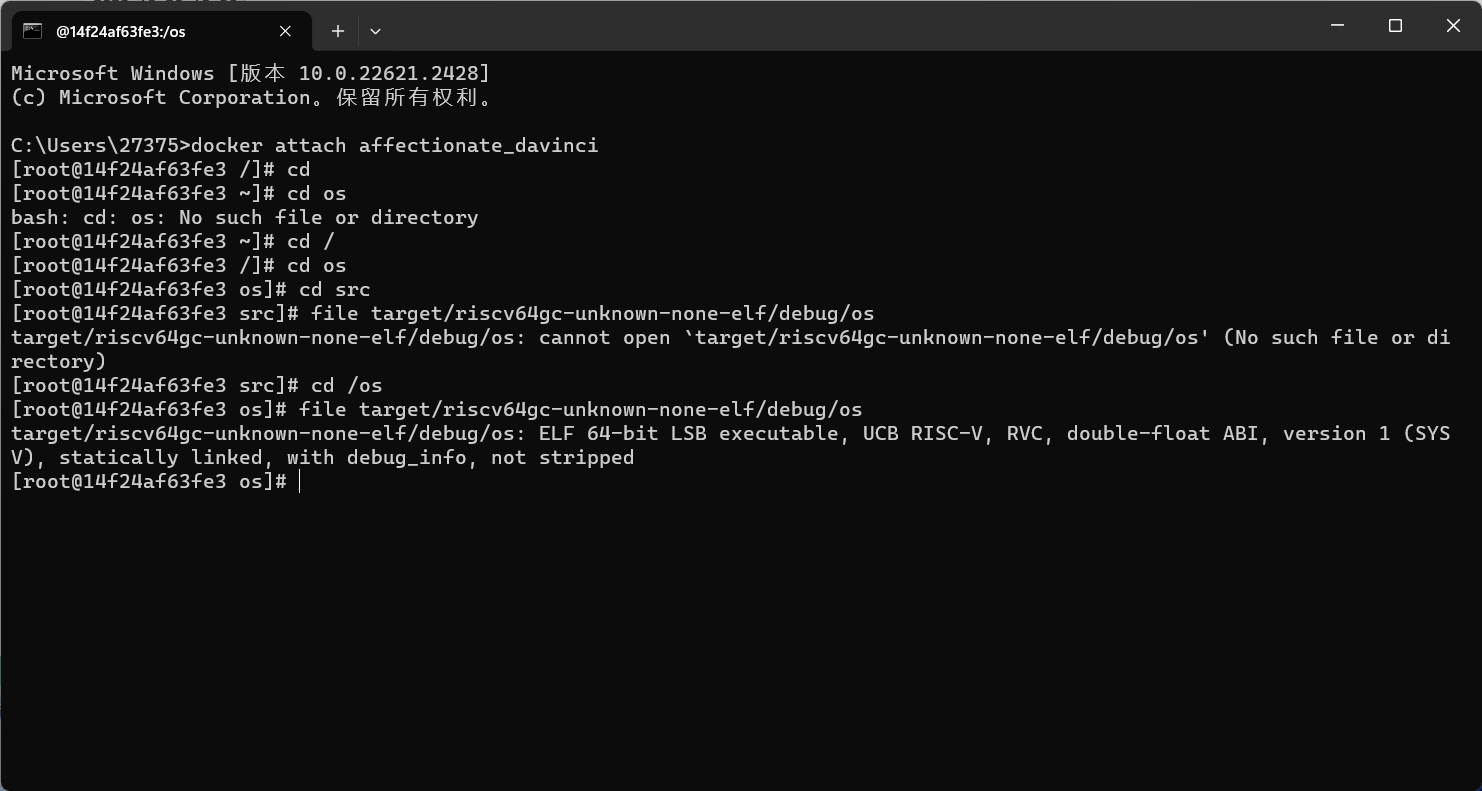 @14f24af63fe3:/os
Microsoft Windows [版本 10.0.22621.2428]
(c) Microsoft Corporation。保留所有权利。
C:\Users\27375>docker attach affectionate_davinci
[root@14f24af63fe3 /]# cd
[root@14f24af63fe3 ~]# cd os
bash: cd: os: No such file or directory
[root@14f24af63fe3 ~]# cd /
[root@14f24af63fe3 /]# cd os
[root@14f24af63fe3 os]# cd src
[root@14f24af63fe3 src]# file target/riscv64gc-unknown-none-elf/debug/os
target/riscv64gc-unknown-none-elf/debug/os: cannot open `target/riscv64gc-unknown-none-elf/debug/os' (No such file or di
rectory)
[root@14f24af63fe3 src]# cd /os
[root@14f24af63fe3 os]# file target/riscv64gc-unknown-none-elf/debug/os
target/riscv64gc-unknown-none-elf/debug/os: ELF 64-bit LSB executable, UCB RISC-V, RVC, double-float ABI, version 1 (SYS
V), statically linked, with debug_info, not stripped
[root@14f24af63fe3 os]#